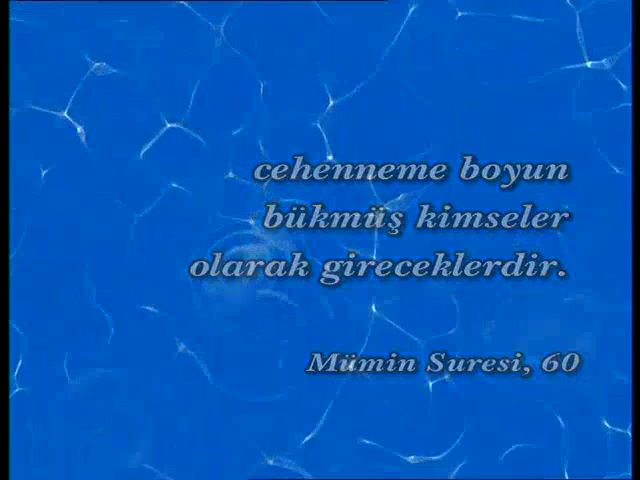 cehenneme boyun
bükmüş kimseler
olarak gireceklerdir.
Mümin Suresi, 60